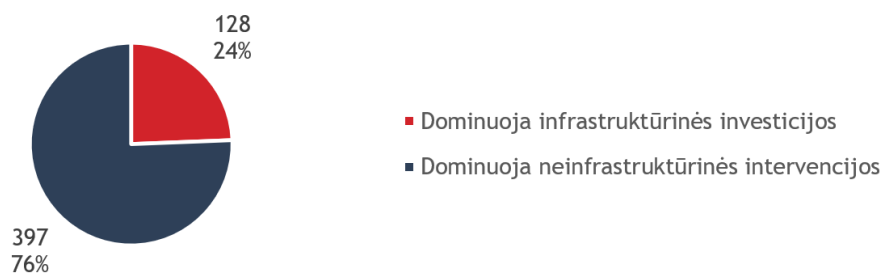 128
24%
Dominuoja infrastruktūrinės investicijos
Dominuoja neinfrastruktūrinės intervencijos
397
76%